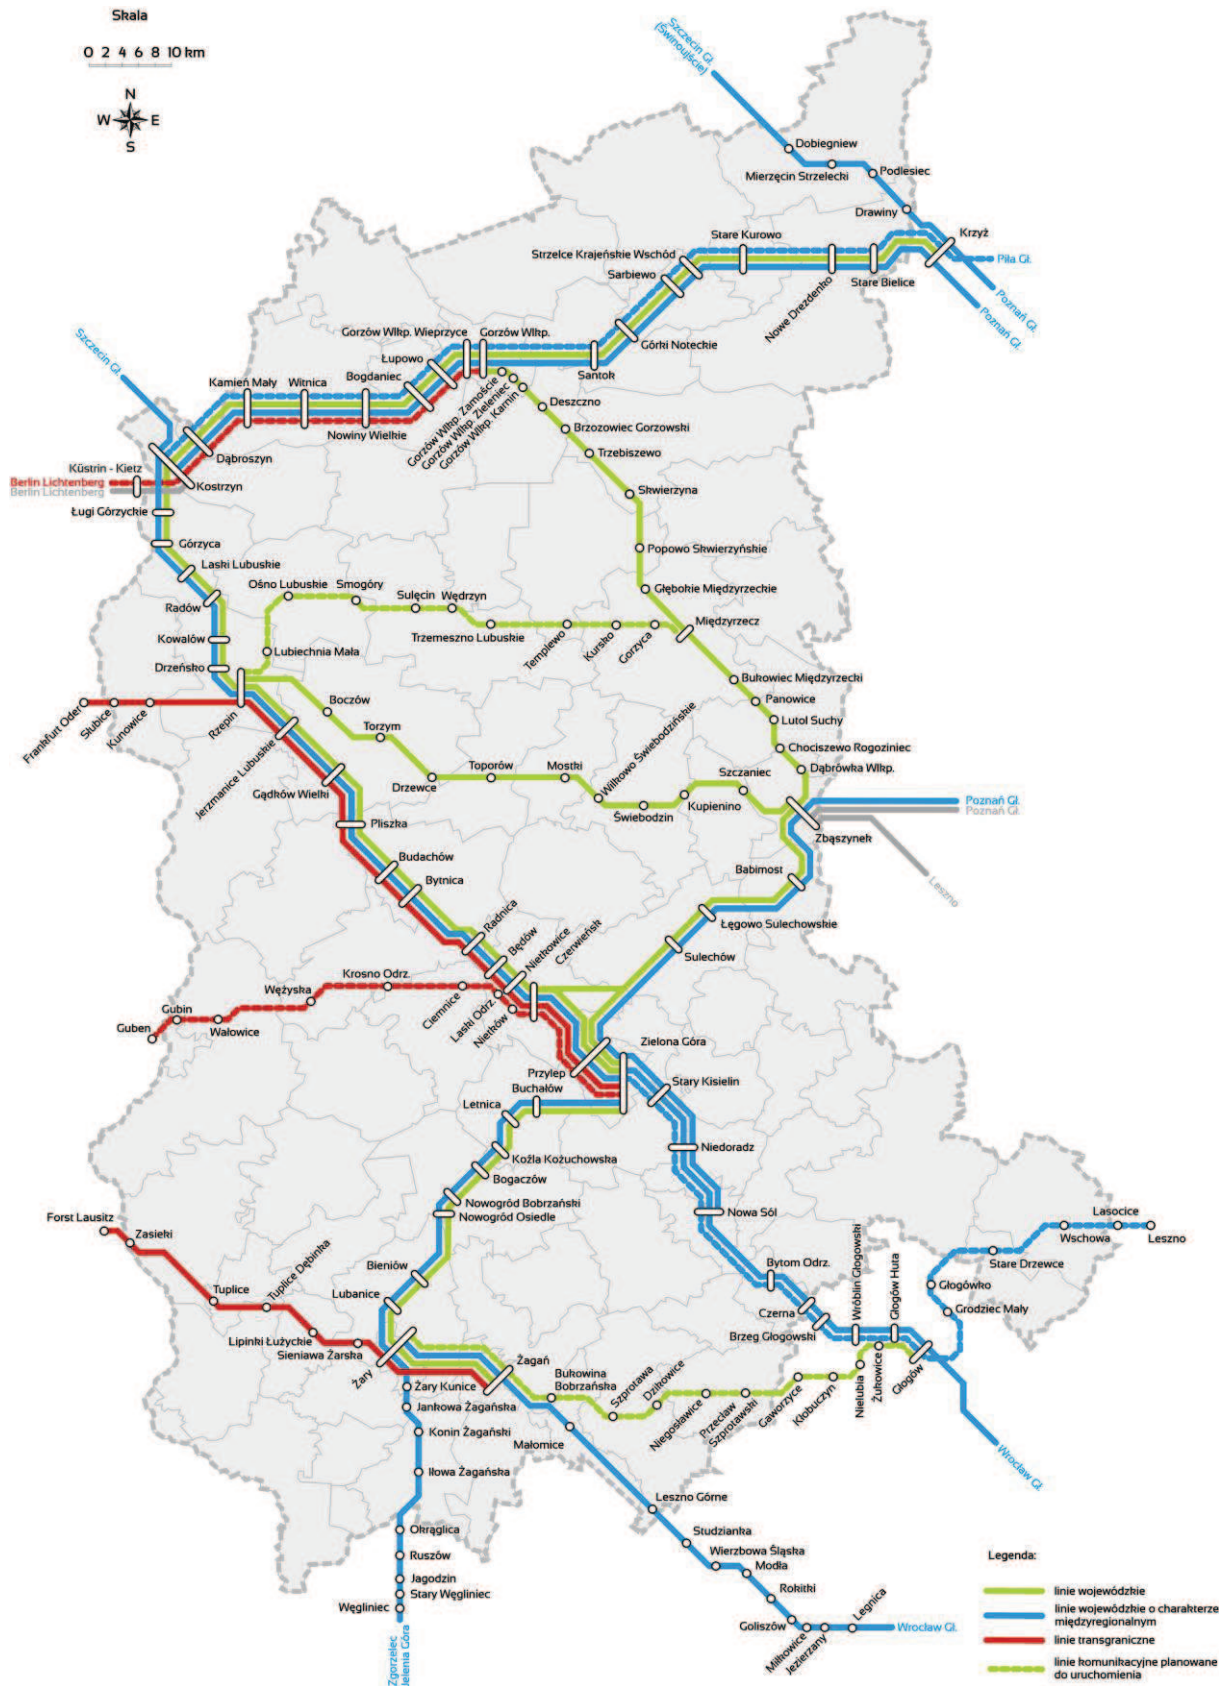 Skala
0 2 4 6 8 10 km
N
W E
S
Szczecin Gł.
(Świnoujście)
Dobiegniew
Mierzęcin Strzelecki
Podlesiec
Drawiny
Krzyż
Piła Gł.
Poznań Gł.
Poznań Gł.
Stare Kurowo
Strzelce Krajeńskie Wschód
Sarbiewo
Nowe Drezdenko
Stare Bielice
Górki Noteckie
Santok
Gorzów Wlkp. Wieprzyce
Gorzów Wlkp.
Łupowo
Bogdaniec
Szczecin Gł.
Kamień Mały
Witnica
Nowiny Wielkie
Dąbroszyn
Kostrzyn
Küstrin - Kietz
Berlin Lichtenberg
Berlin Lichtenberg
Gorzów Wlkp. Zamoście
Gorzów Wlkp. Zieleniec
Gorzów Wlkp. Karnin
Deszczno
Brzozowiec Gorzowski
Trzebiszewo
Skwierzyna
Popowo Skwierzyńskie
Głębokie Międzyrzeckie
Międzyrzecz
Ługi Górzyckie
Górzyca
Laski Lubuskie
Radów
Kowalów
Drzeńsko
Ośno Lubuskie
Smogóry
Sulęcin
Wędrzyn
Trzemeszno Lubuskie
Templewo
Kursko
Gorzyca
Lubiechnia Mała
Bukowiec Międzyrzecki
Panowice
Lutol Suchy
Chociszewo Rogoziniec
Dąbrówka Wlkp.
Frankfurt Oder
Słubice
Kunowice
Rzepin
Boczów
Torzym
Drzewce
Toporów
Mostki
Wilkowo Świebodzińskie
Świebodzin
Kupienino
Szczaniec
Zbąszynek
Poznań Gł.
Poznań Gł.
Leszno
Jerzmanice Lubuskie
Gądków Wielki
Pliszka
Budachów
Bytnica
Radnica
Będów
Nietkowice
Czerwieńsk
Babimost
Łęgowo Sulechowskie
Sulechów
Krosno Odrz.
Wężyska
Gubin
Guben
Wałowice
Ciemnice
Laski Odrz.
Nietków
Zielona Góra
Przylep
Buchałów
Letnica
Stary Kisielin
Niedoradz
Nowa Sól
Koźla Kożuchowska
Bogaczów
Nowogród Bobrzański
Nowogród Osiedle
Bieniów
Lubanice
Forst Lausitz
Zasieki
Tuplice
Tuplice Dębinka
Lipinki Łużyckie
Sieniawa Żarska
Żary
Żagań
Bytom Odrz.
Czerna
Brzeg Głogowski
Wróblin Głogowski
Głogów Huta
Głogówko
Grodziec Mały
Stare Drzewce
Wschowa
Lasocice
Leszno
Bukowina
Bobrzańska
Szprotawa
Dzikowice
Niegosławice
Przecław
Szprotawski
Gaworzyce
Kłobuczyn
Nielubia
Żukowice
Głogów
Wrocław Gł.
Żary Kunice
Jankowa Żagańska
Konin Żagański
Iłowa Żagańska
Okrąglica
Ruszów
Jagodzin
Stary Węgliniec
Węgliniec
Zgorzelec
Jelenia Góra
Małomice
Leszno Górne
Studzianka
Wierzbowa Śląska
Modła
Rokitki
Goliszów
Miłkowice
Jezierzany
Legnica
Wrocław Gł.
Legenda:
linie wojewódzkie
linie wojewódzkie o charakterze
międzyregionalnym
linie transgraniczne
linie komunikacyjne planowane
do uruchomienia